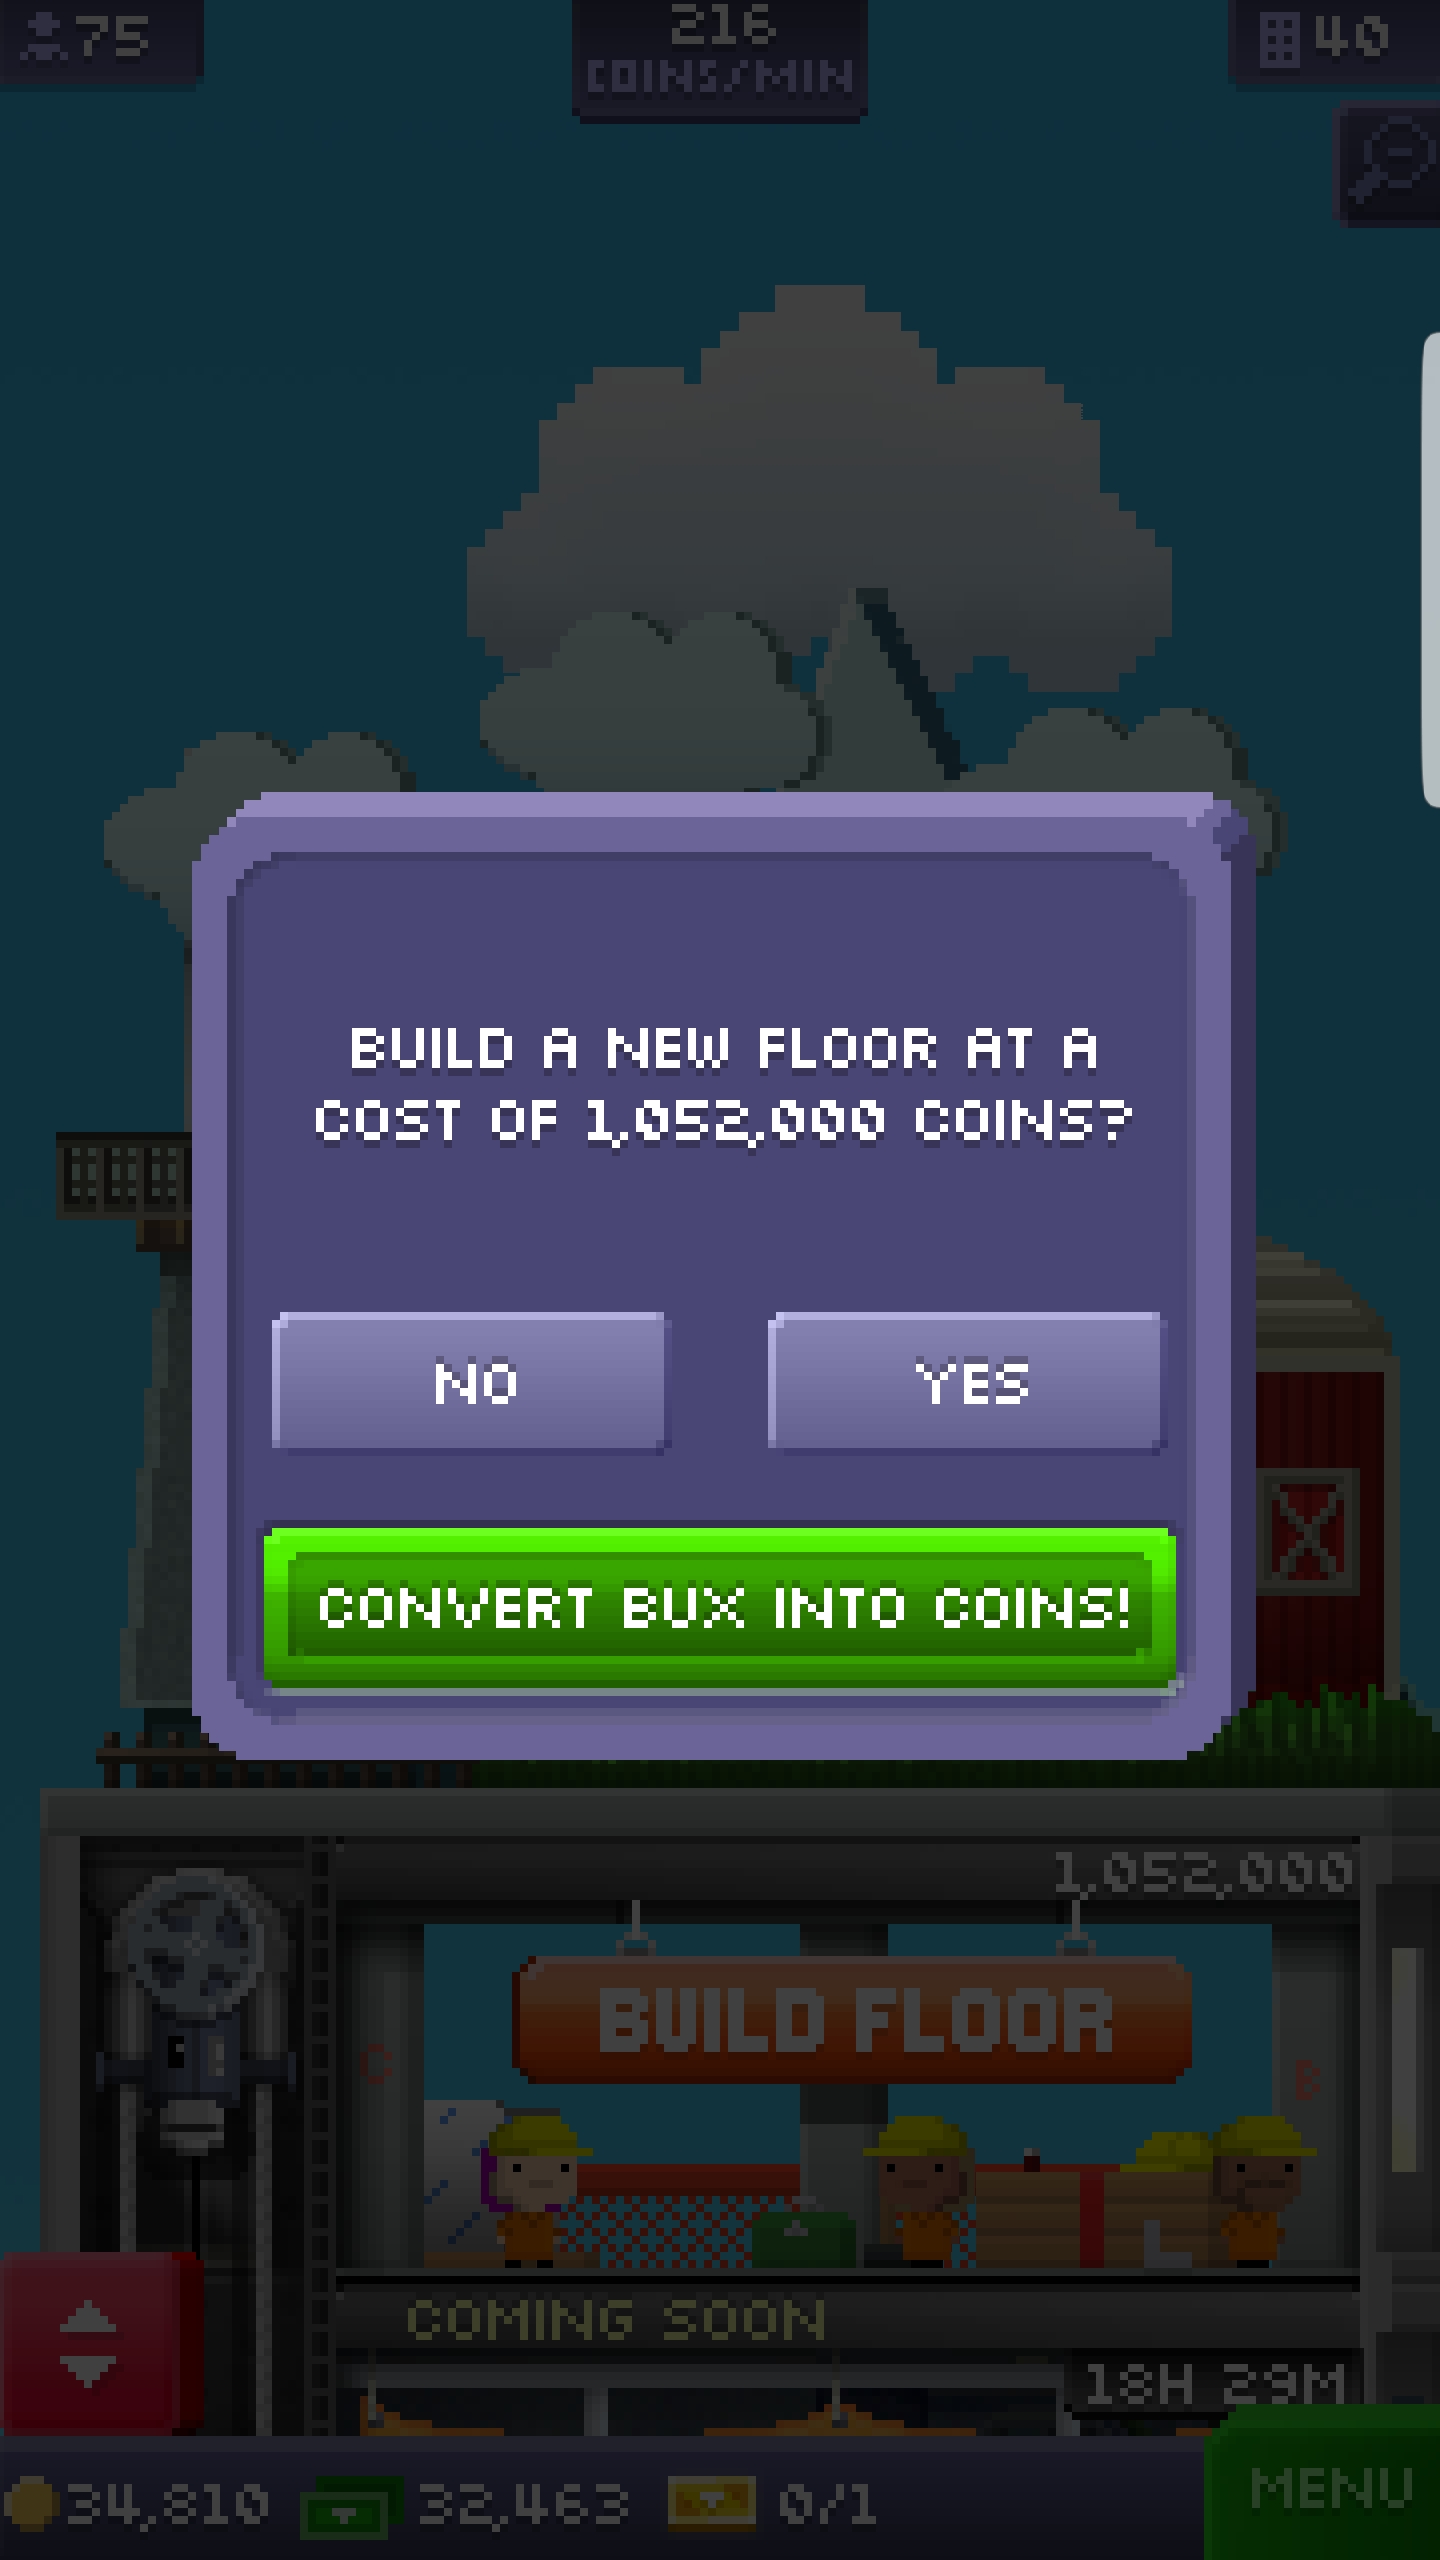 75
216
COINS/MIN
40
BUILD A NEW FLOOR AT A
COST OF 1,052,000 COINS?
NO
YES
CONVERT BUX INTO COINS!
1,052,000
BUILD FLOOR
C
B
L
COMING SOON
18H 29M
34,810
32,463
0/1
MENU